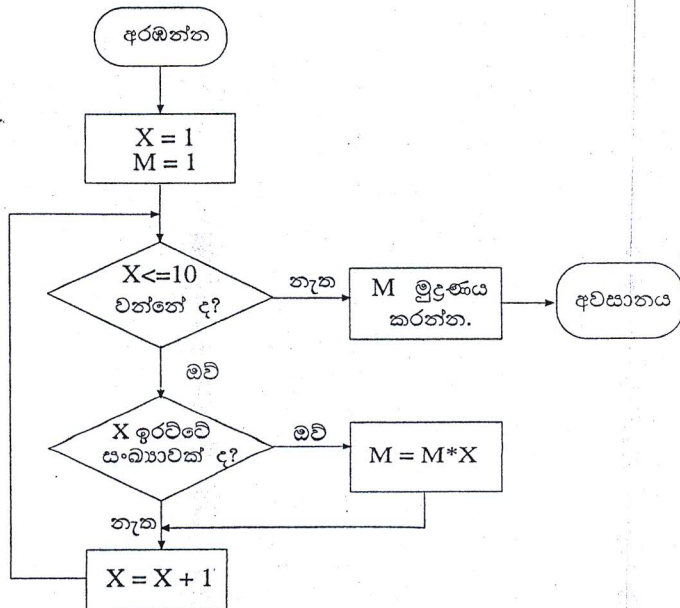 අරඹන්න
X = 1
M = 1
X<=10
වන්නේ ද?
නැත
M මුද්‍රණය
කරන්න.
අවසානය
ඔව්
X ඉරට්ටේ
සංඛ්‍යාවක් ද?
ඔව්
M = M*X
නැත
X = X + 1